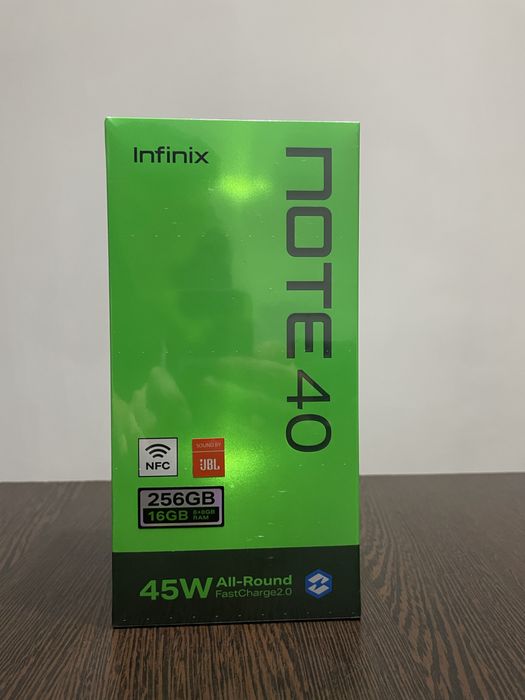 Infinix
NOTE 40
NFC
SOUND BY
JBL
256GB
16GB 8+8GB
RAM
45W All-Round
FastCharge2.0